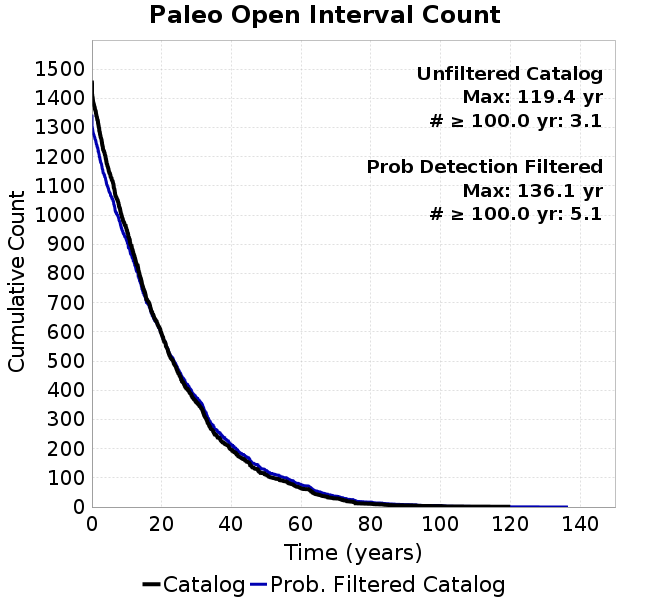 Paleo Open Interval Count
Unfiltered Catalog
Max: 119.4 yr
# ≥ 100.0 yr: 3.1
Prob Detection Filtered
Max: 136.1 yr
# ≥ 100.0 yr: 5.1
Cumulative Count
1500
1400
1300
1200
1100
1000
900
800
700
600
500
400
300
200
100
0
0 20 40 60 80 100 120 140
Time (years)
Catalog Prob. Filtered Catalog